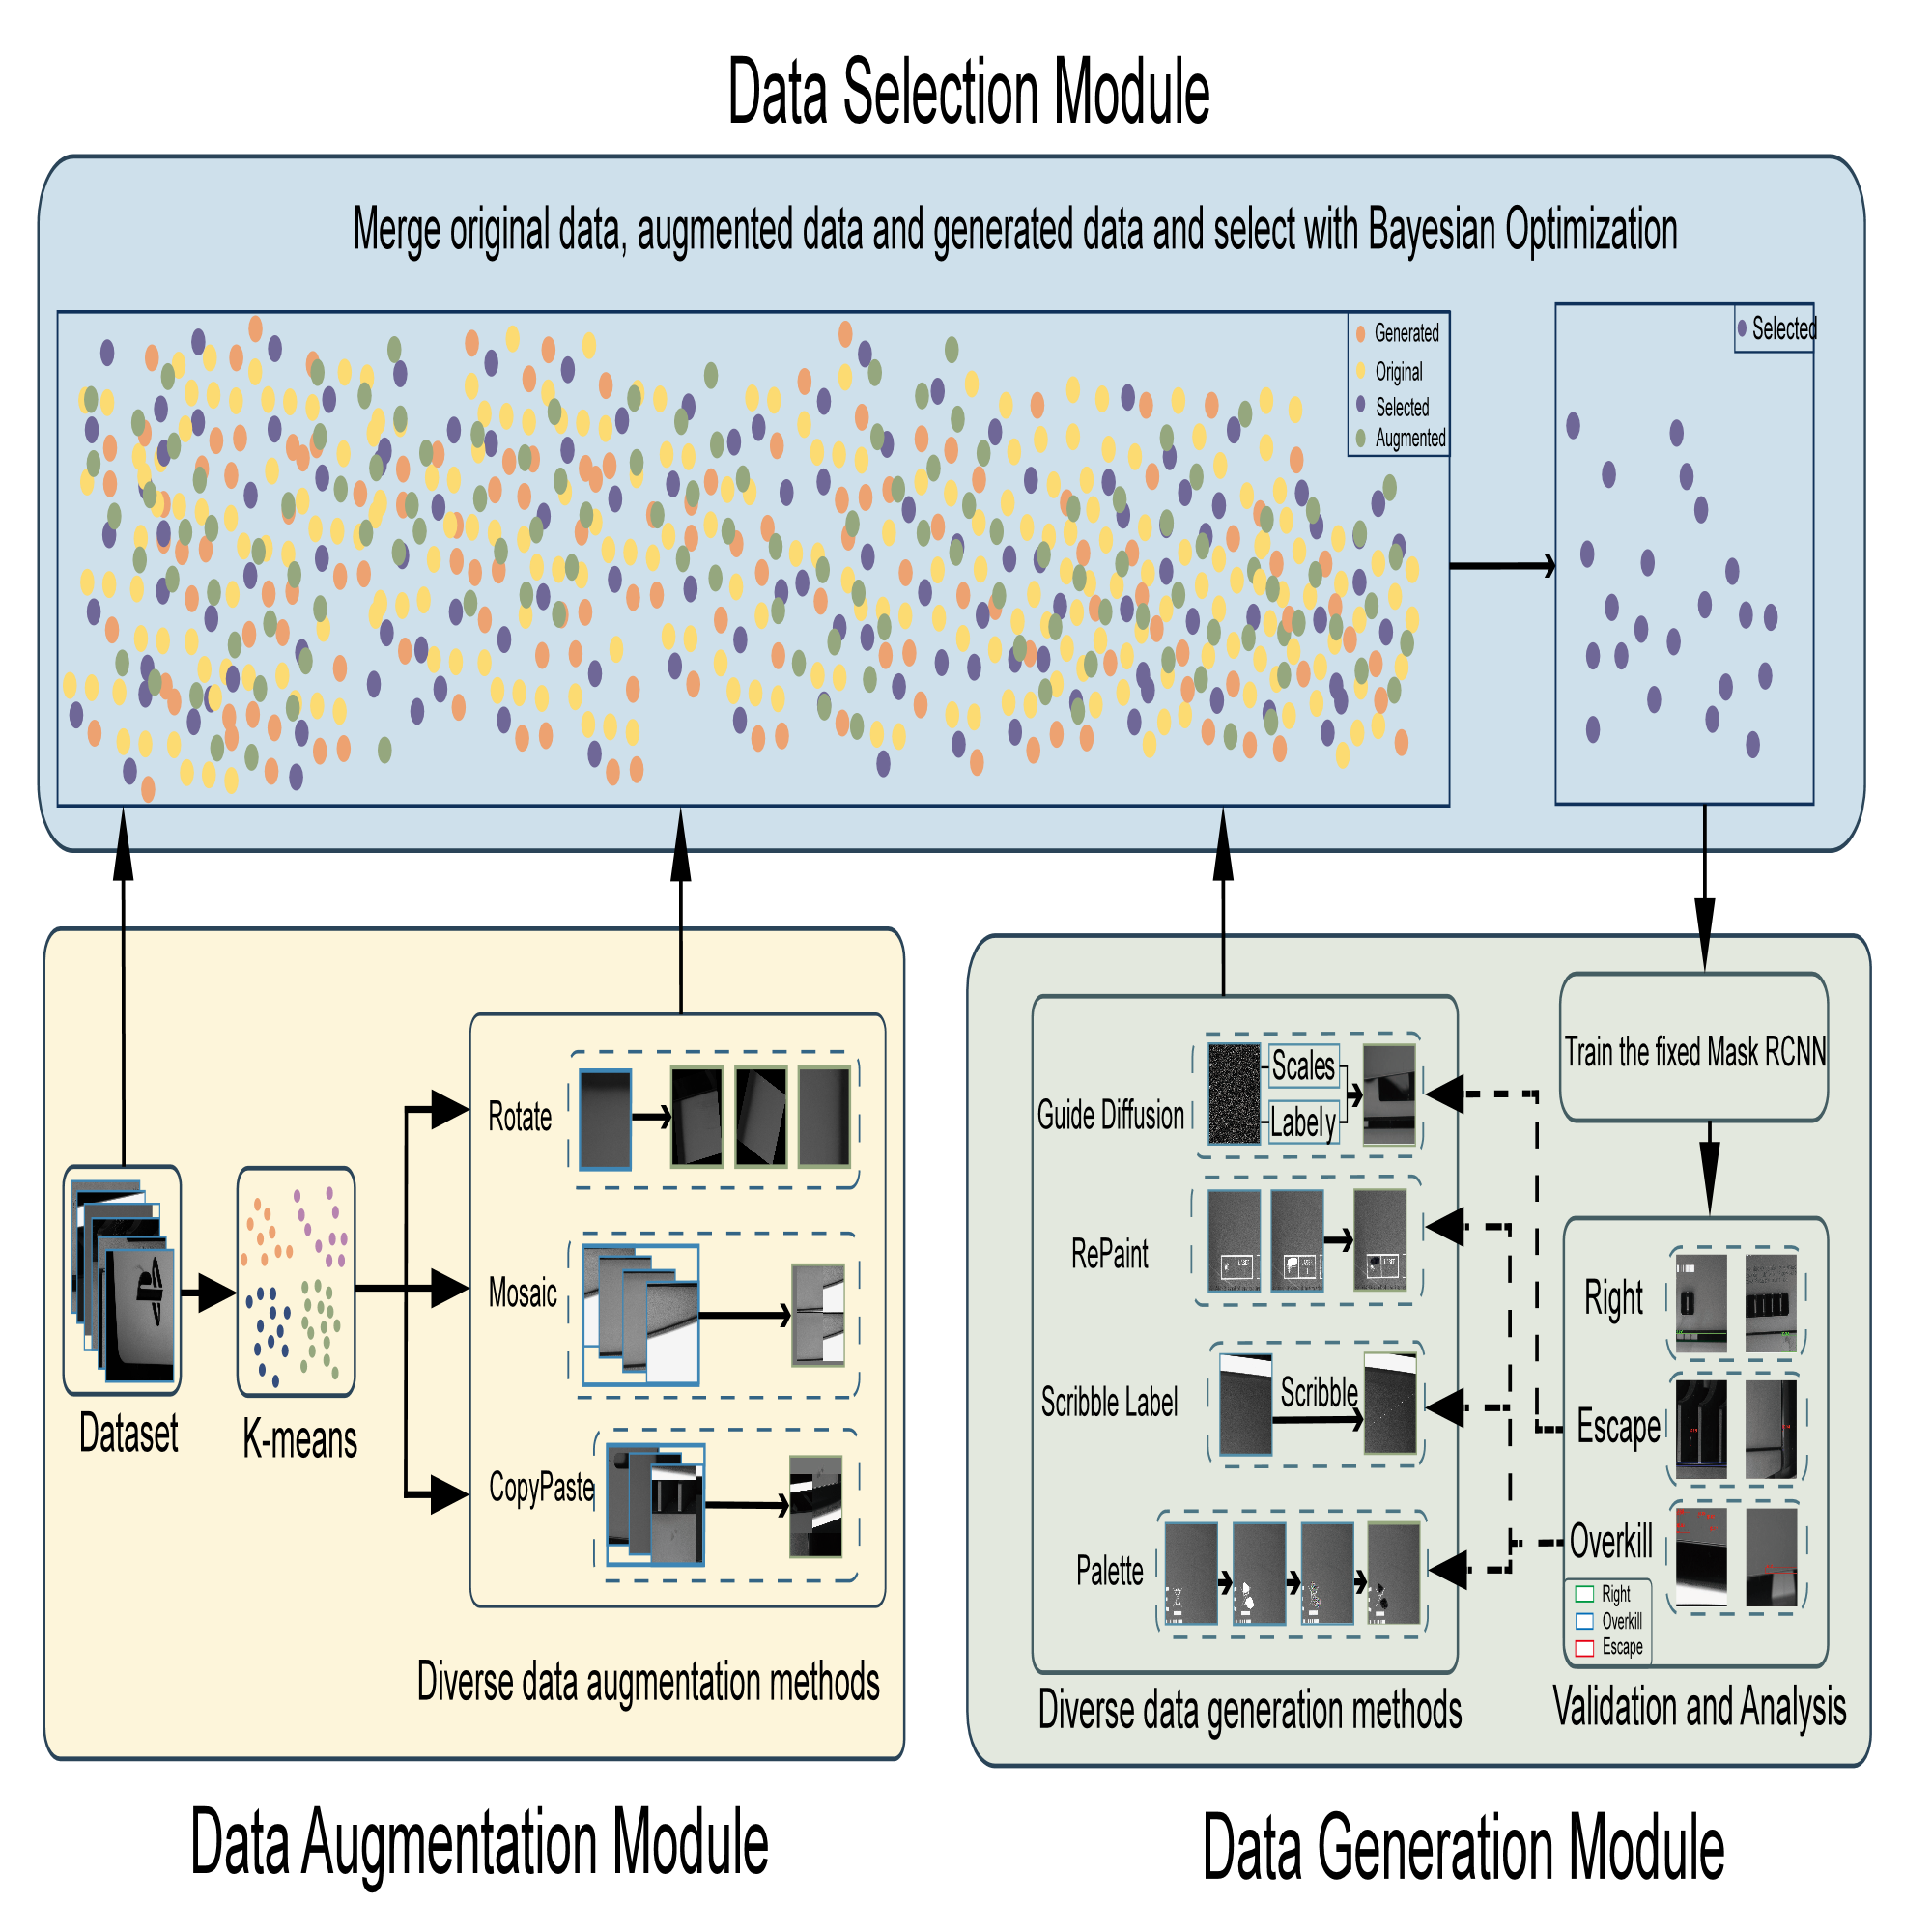 Data Selection Module
Merge original data, augmented data and generated data and select with Bayesian Optimization
Generated
Original
Selected
Augmented
Selected
Dataset
K-means
Rotate
Mosaic
CopyPaste
Diverse data augmentation methods
Data Augmentation Module
Guide Diffusion
Scales
Labely
RePaint
Scribble Label
Scribble
Palette
Diverse data generation methods
Train the fixed Mask RCNN
Right
Escape
Overkill
Right
Overkill
Escape
Validation and Analysis
Data Generation Module